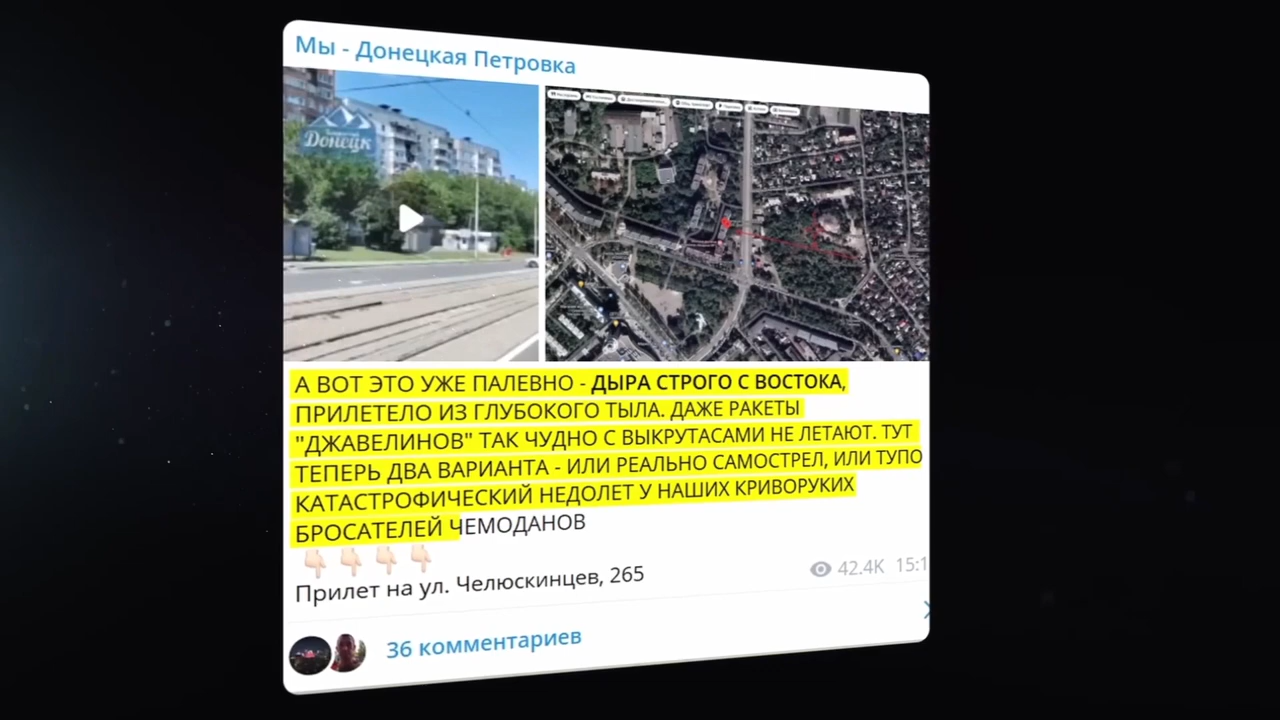 Мы - Донецкая Петровка
Донецк
А ВОТ ЭТО УЖЕ ПАЛЕВНО - ДЫРА СТРОГО С ВОСТОКА,
ПРИЛЕТЕЛО ИЗ ГЛУБОКОГО ТЫЛА. ДАЖЕ РАКЕТЫ
"ДЖАВЕЛИНОВ" ТАК ЧУДНО С ВЫКРУТАСАМИ НЕ ЛЕТАЮТ. ТУТ
ТЕПЕРЬ ДВА ВАРИАНТА - ИЛИ РЕАЛЬНО САМОСТРЕЛ, ИЛИ ТУПО
КАТАСТРОФИЧЕСКИЙ НЕДОЛЕТ У НАШИХ КРИВОРУКИХ
БРОСАТЕЛЕЙ ЧЕМОДАНОВ
👇🏻👇🏻👇🏻👇🏻
Прилет на ул. Челюскинцев, 265
42.4K 15:1
36 комментариев